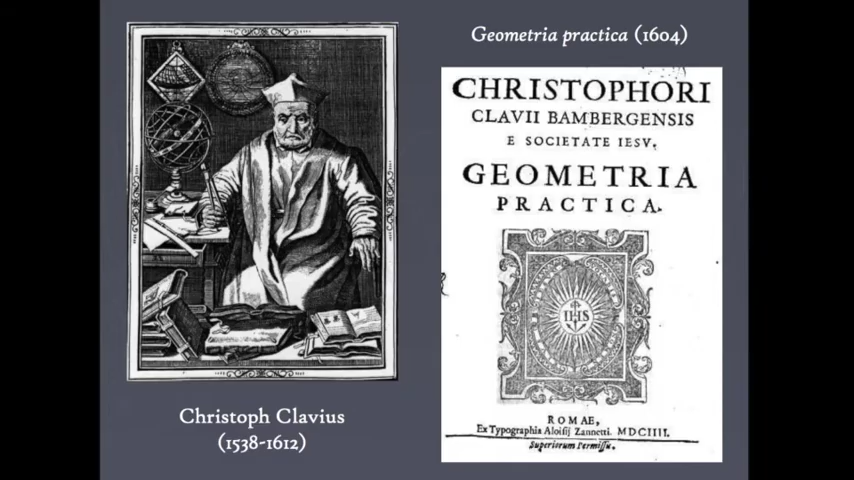 Geometria practica (1604)
CHRISTOPHORI
CLAVII BAMBERGENSIS
E SOCIETATE IESV.
GEOMETRIA
PRACTICA.
IHS
ROMAE,
Ex Typographia Aloisij Zannetti. MDCIIII.
Superiorum Permissu.
Christoph Clavius
(1538-1612)